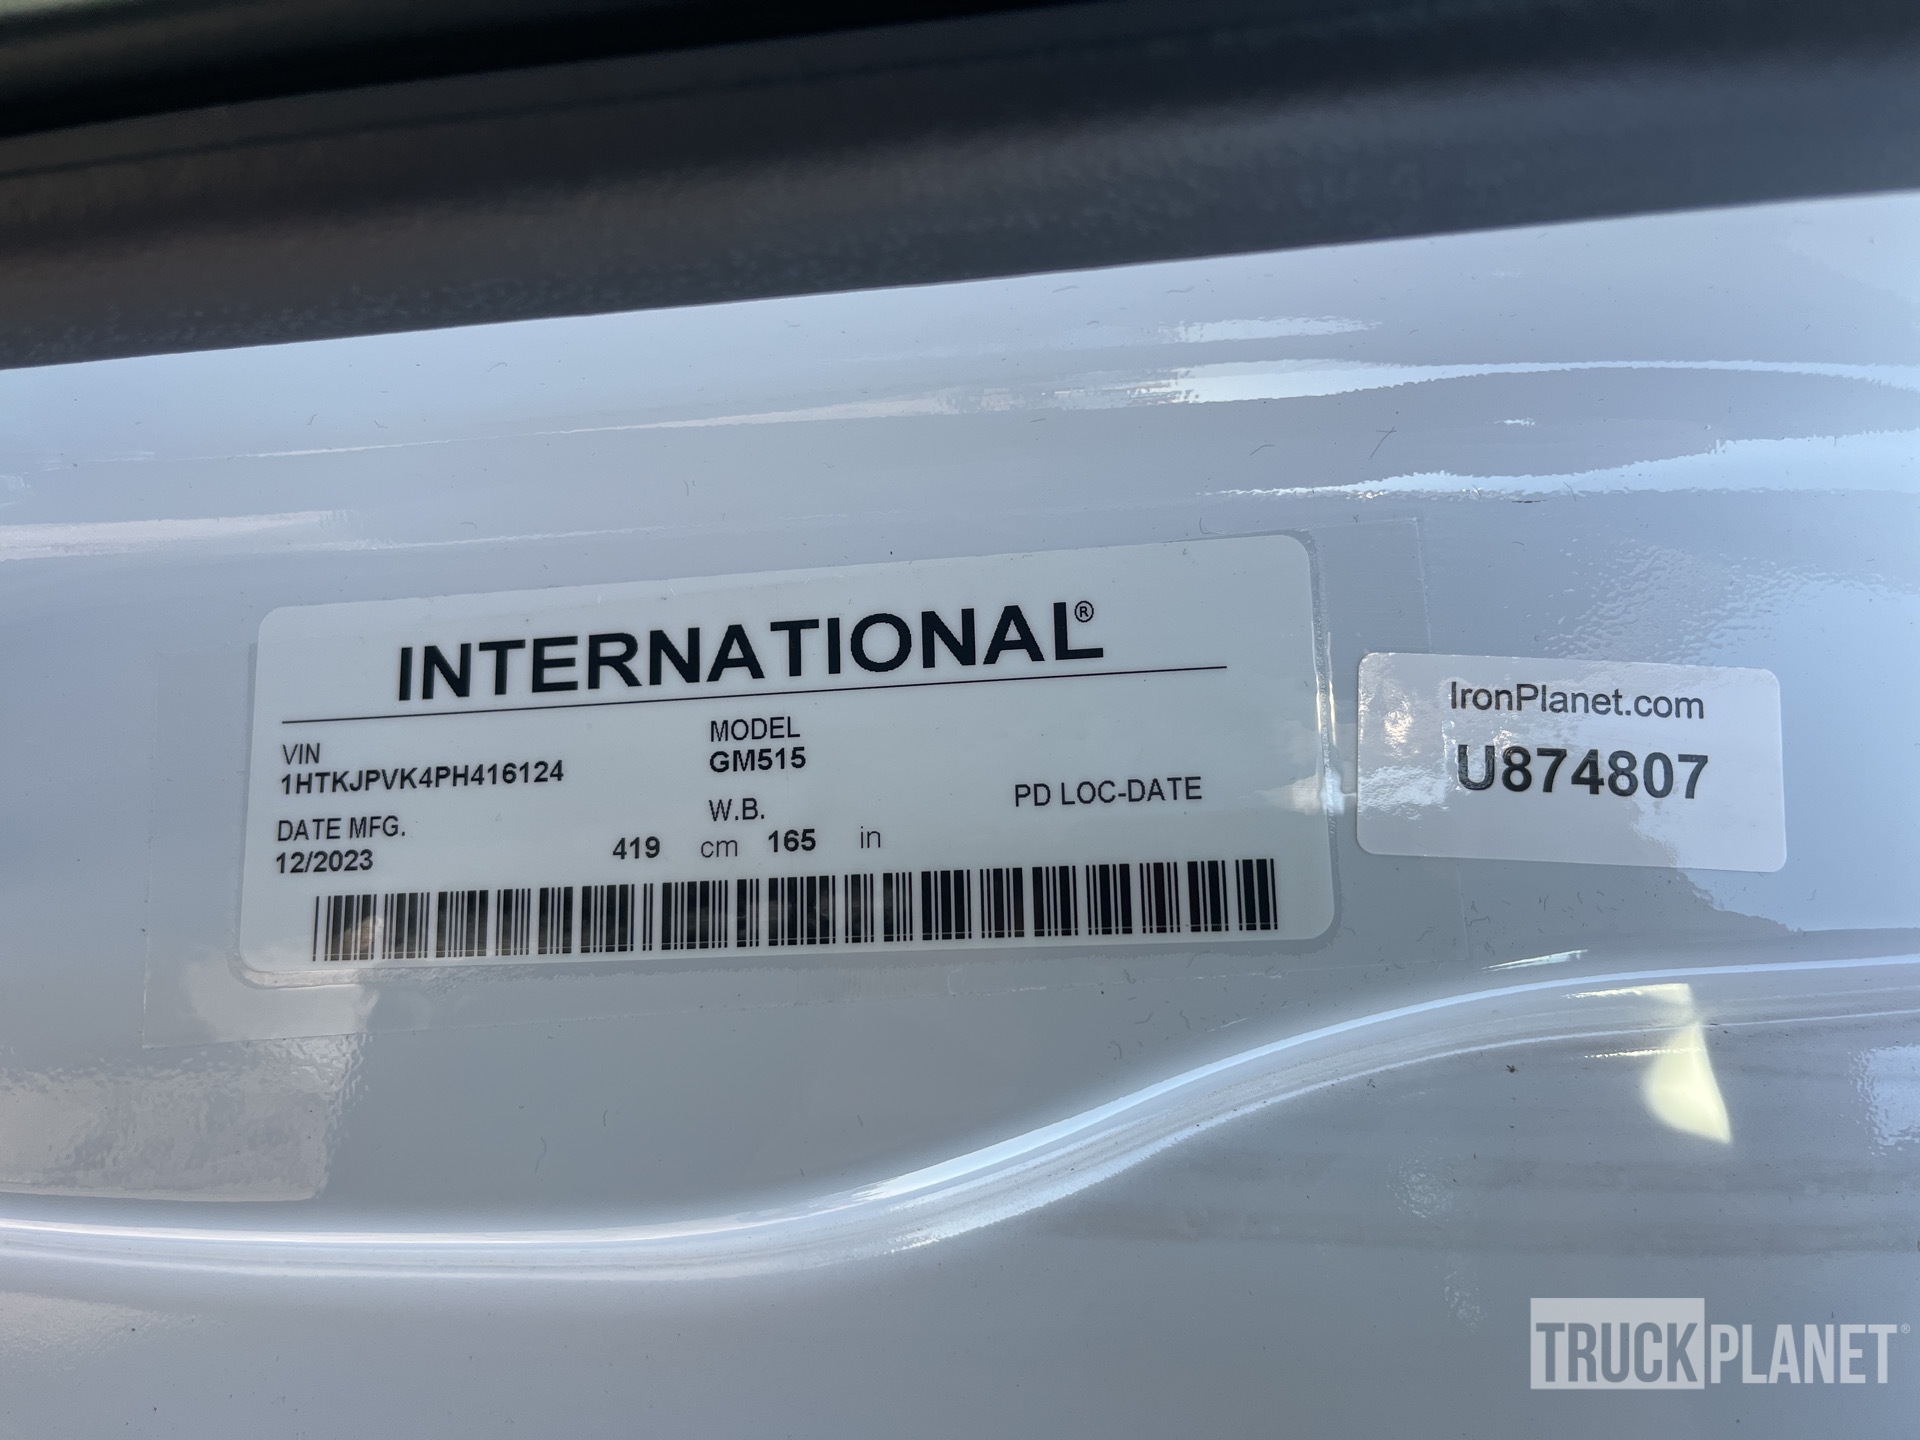 INTERNATIONAL®
VIN
1HTKJPVK4PH416124
MODEL
GM515
DATE MFG.
12/2023
W.B.
419 cm 165 in
PD LOC-DATE
IronPlanet.com
U874807
TRUCKPLANET®